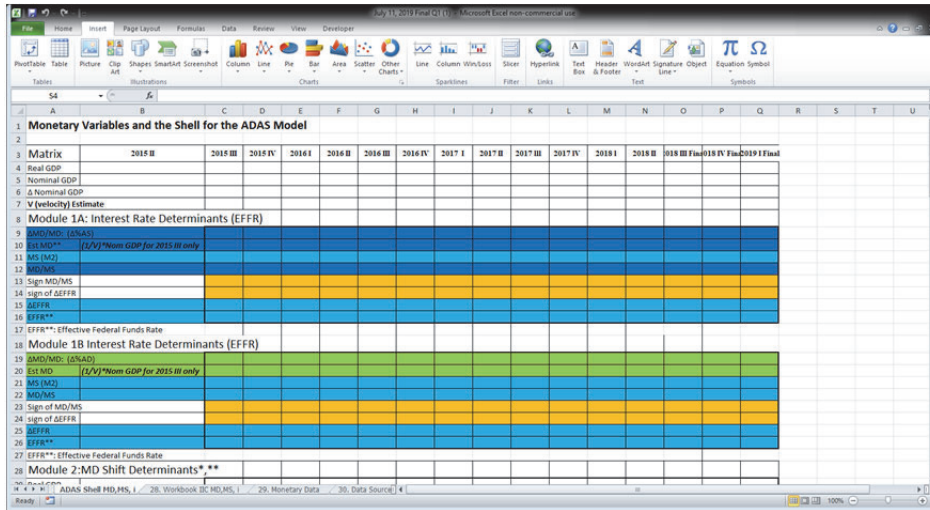 July 11, 2019 Final Q1 (1) - Microsoft Excel non-commercial use
File Home Insert Page Layout Formulas Data Review View Developer
PivotTable Table Picture Clip Art Shapes SmartArt Screenshot Column Line Pie Bar Area Scatter Other Charts Line Column Win/Loss Slicer Hyperlink Text Box Header & Footer WordArt Signature Line Object Equation Symbol
Tables Illustrations Charts Sparklines Filter Links Text Symbols
S4 fx
A B C D E F G H I J K L M N O P Q R S T U
1 Monetary Variables and the Shell for the ADAS Model
2
3 Matrix 2015 II 2015 III 2015 IV 2016 I 2016 II 2016 III 2016 IV 2017 I 2017 II 2017 III 2017 IV 2018 I 2018 II 2018 III Fina 018 IV Fina 2019 I Final
4 Real GDP
5 Nominal GDP
6 Δ Nominal GDP
7 V (velocity) Estimate
8 Module 1A: Interest Rate Determinants (EFFR)
9 ΔMD/MD: (Δ%AS)
10 Est MD** (1/V)*Nom GDP for 2015 III only
11 MS (M2)
12 MD/MS
13 Sign MD/MS
14 sign of ΔEFFR
15 ΔEFFR
16 EFFR**
17 EFFR**: Effective Federal Funds Rate
18 Module 1B Interest Rate Determinants (EFFR)
19 ΔMD/MD: (Δ%AD)
20 Est MD (1/V)*Nom GDP for 2015 III only
21 MS (M2)
22 MD/MS
23 Sign of MD/MS
24 sign of ΔEFFR
25 ΔEFFR
26 EFFR**
27 EFFR**: Effective Federal Funds Rate
28 Module 2:MD Shift Determinants*,**
ADAS Shell MD,MS, i 28. Workbook IIC MD,MS, i 29. Monetary Data 30. Data Source
Ready 100%